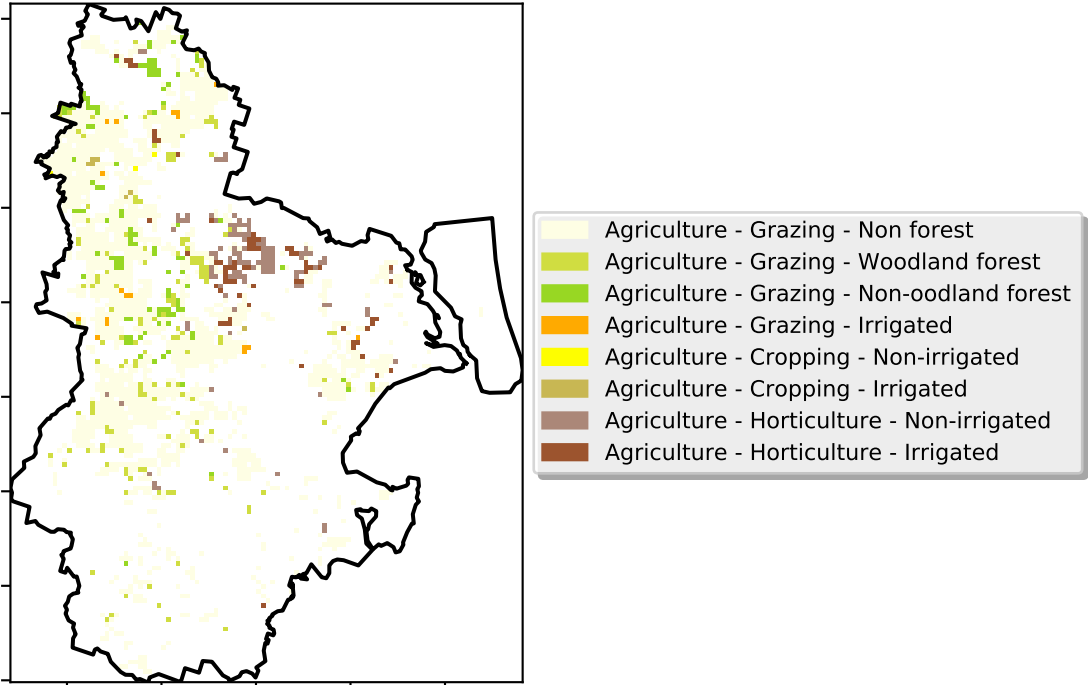 Agriculture - Grazing - Non forest
Agriculture - Grazing - Woodland forest
Agriculture - Grazing - Non-oodland forest
Agriculture - Grazing - Irrigated
Agriculture - Cropping - Non-irrigated
Agriculture - Cropping - Irrigated
Agriculture - Horticulture - Non-irrigated
Agriculture - Horticulture - Irrigated